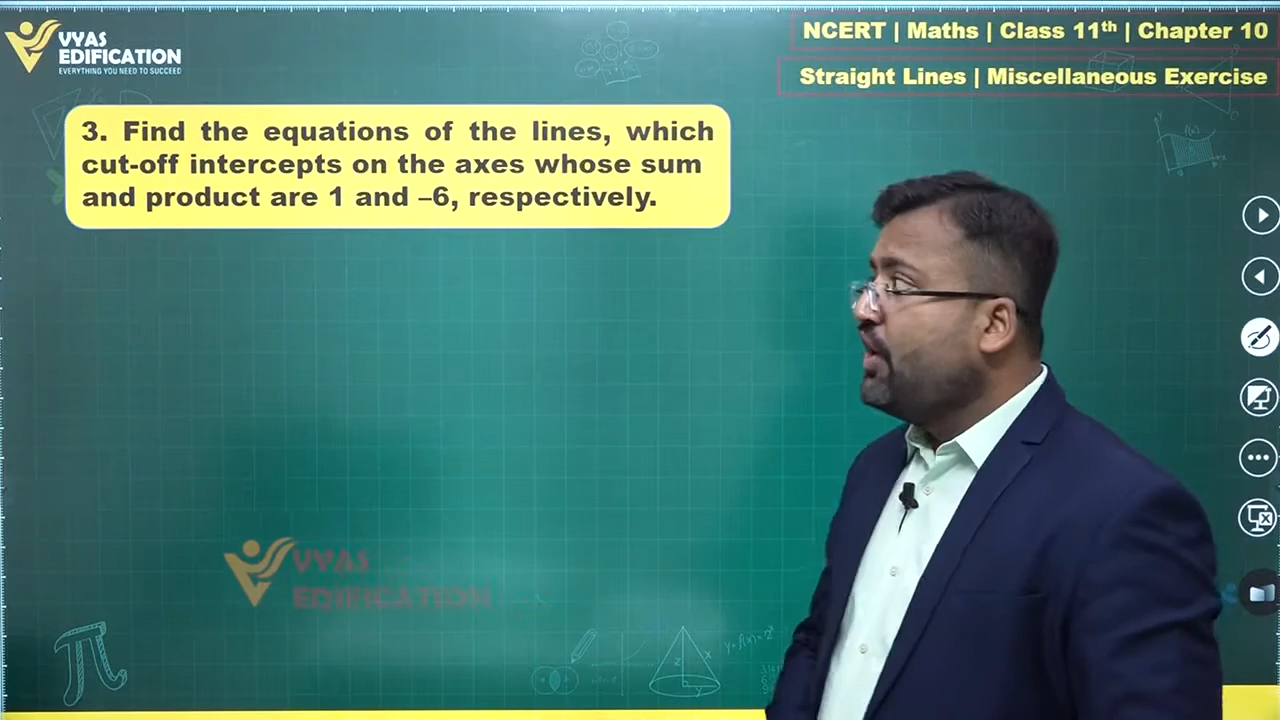 VYAS
EDIFICATION
EVERYTHING YOU NEED TO SUCCEED
NCERT | Maths | Class 11th | Chapter 10
Straight Lines | Miscellaneous Exercise
3. Find the equations of the lines, which
cut-off intercepts on the axes whose sum
and product are 1 and –6, respectively.
VYAS
EDIFICATION